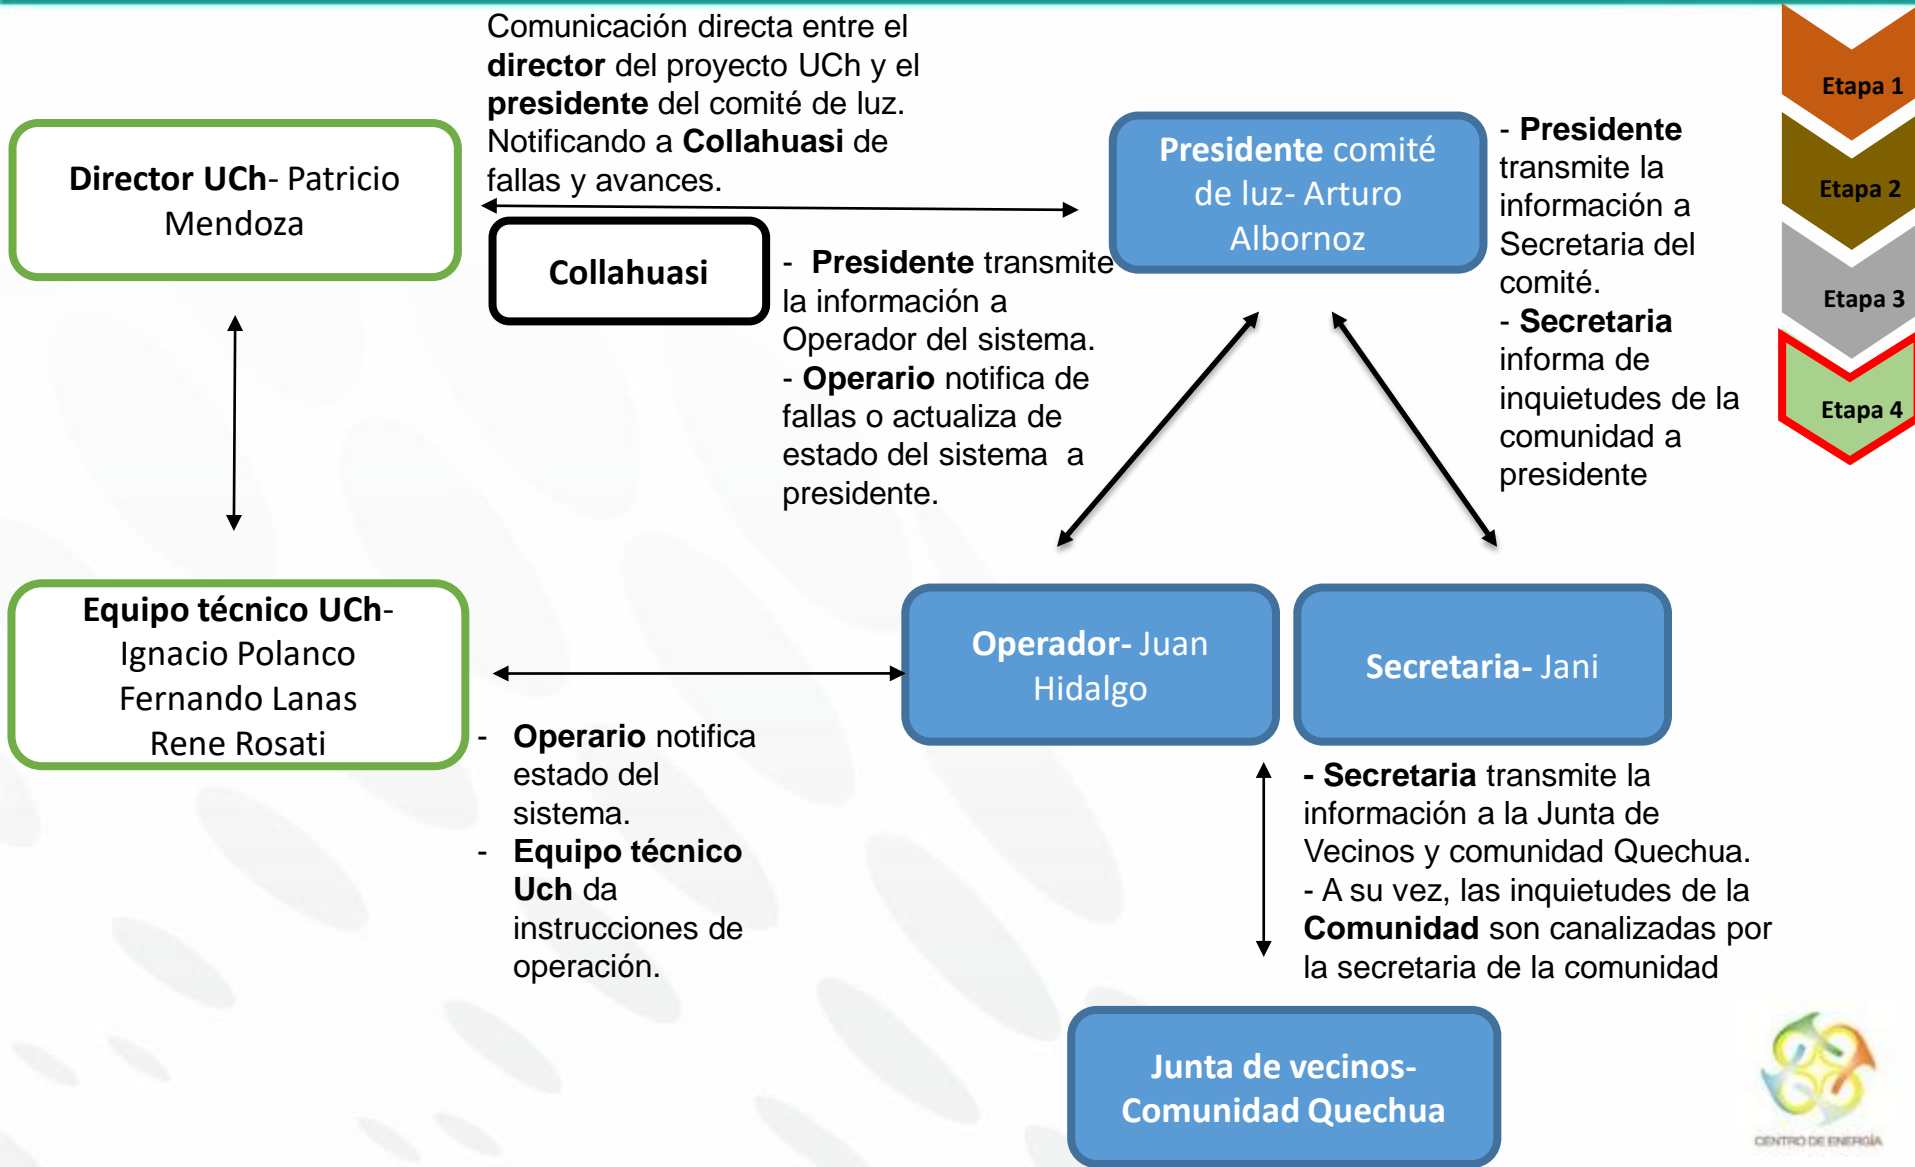 Comunicación directa entre el
director del proyecto UCh y el
presidente del comité de luz.
Notificando a Collahuasi de
fallas y avances.
Director UCh- Patricio
Mendoza
Collahuasi
Presidente comité
de luz- Arturo
Albornoz
- Presidente
transmite la
información a
Secretaria del
comité.
- Secretaria
informa de
inquietudes de la
comunidad a
presidente
Etapa 1
Etapa 2
Etapa 3
Etapa 4
- Presidente transmite
la información a
Operador del sistema.
- Operario notifica de
fallas o actualiza de
estado del sistema a
presidente.
Equipo técnico UCh-
Ignacio Polanco
Fernando Lanas
Rene Rosati
Operador- Juan
Hidalgo
Secretaria- Jani
- Operario notifica
estado del
sistema.
- Equipo técnico
Uch da
instrucciones de
operación.
- Secretaria transmite la
información a la Junta de
Vecinos y comunidad Quechua.
- A su vez, las inquietudes de la
Comunidad son canalizadas por
la secretaria de la comunidad
Junta de vecinos-
Comunidad Quechua
CENTRO DE ENERGÍA